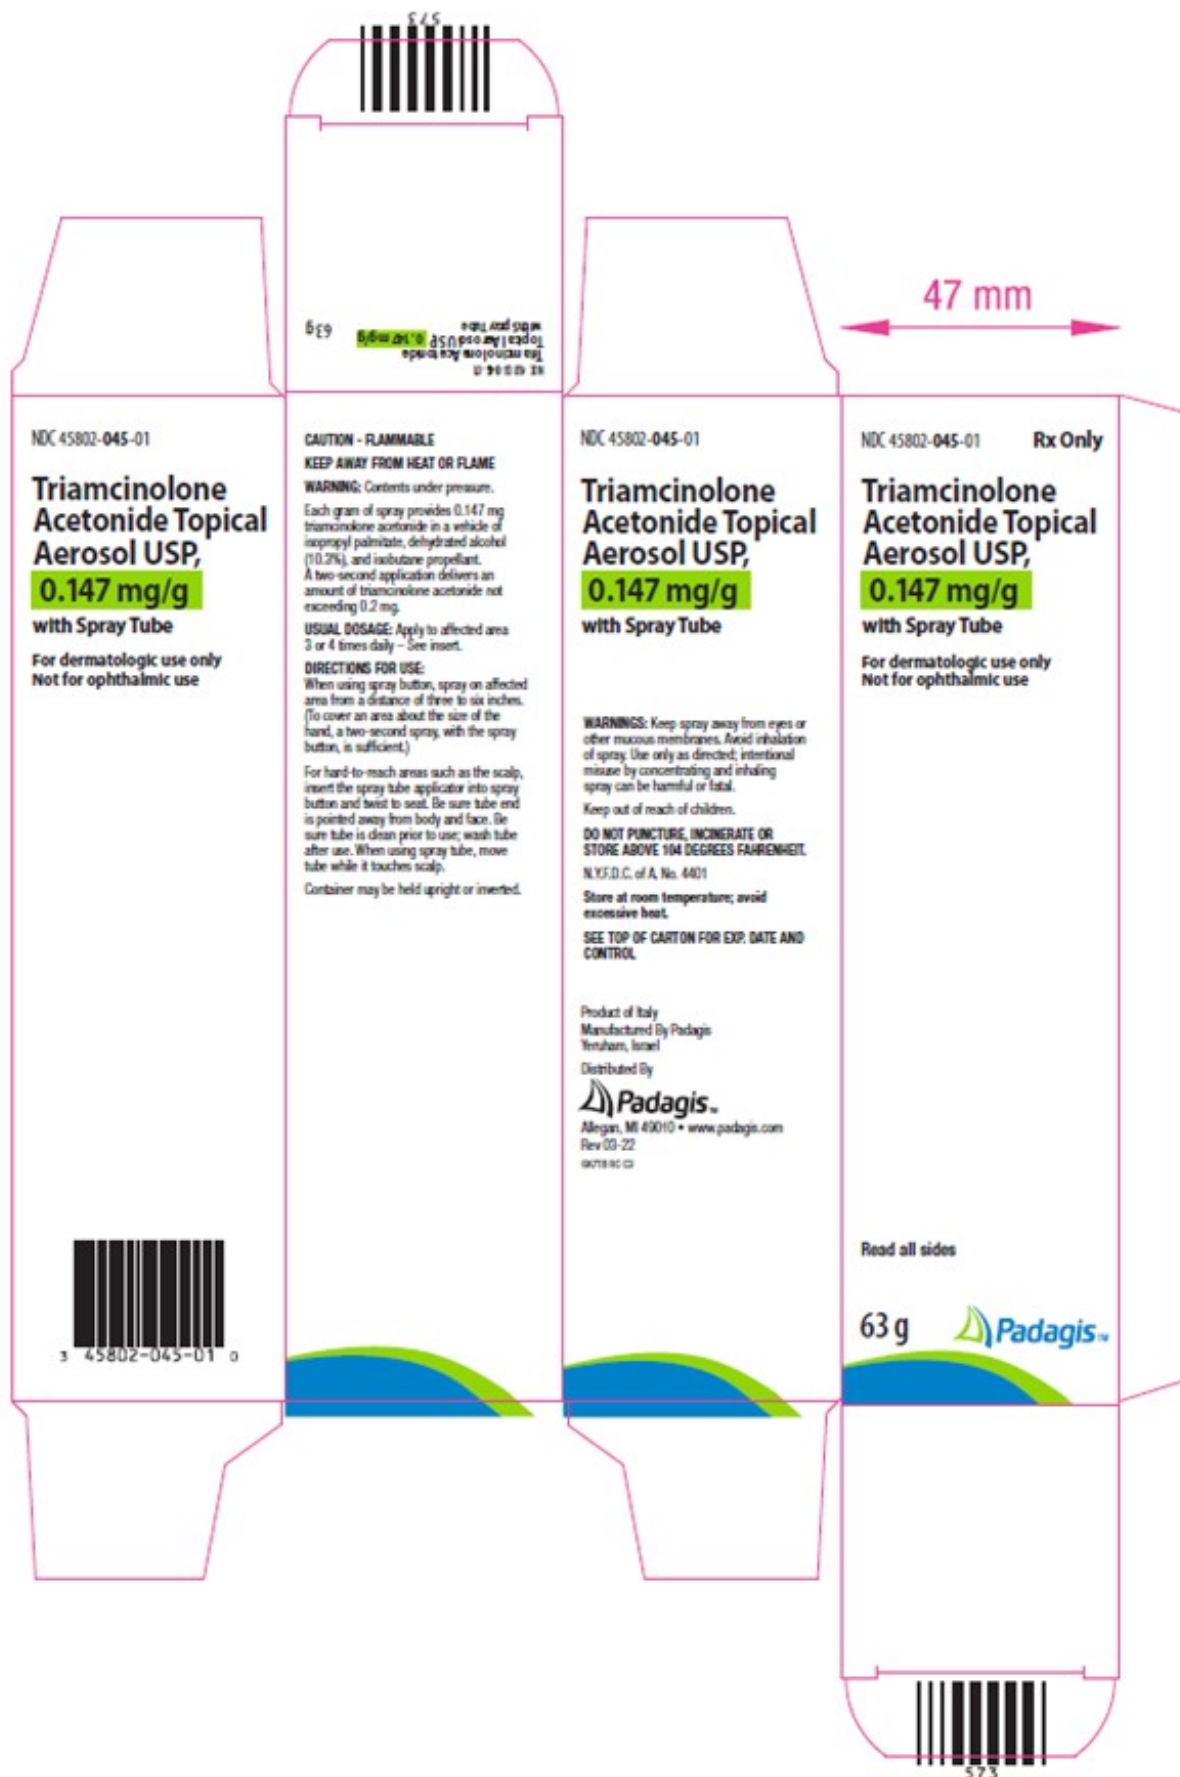 573
63 g
Triamcinolone Acetonide
Topical Aerosol USP, 0.147 mg/g
with Spray Tube
47 mm
NDC 45802-045-01
Triamcinolone
Acetonide Topical
Aerosol USP,
0.147 mg/g
with Spray Tube
For dermatologic use only
Not for ophthalmic use
3 45802-045-01 0
CAUTION - FLAMMABLE
KEEP AWAY FROM HEAT OR FLAME
WARNING: Contents under pressure.
Each gram of spray provides 0.147 mg
triamcinolone acetonide in a vehicle of
isopropyl palmitate, dehydrated alcohol
(10.3%), and isobutane propellant.
A two-second application delivers an
amount of triamcinolone acetonide not
exceeding 0.2 mg.
USUAL DOSAGE: Apply to affected area
3 or 4 times daily – See insert.
DIRECTIONS FOR USE:
When using spray button, spray on affected
area from a distance of three to six inches.
(To cover an area about the size of the
hand, a two-second spray, with the spray
button, is sufficient.)
For hard-to-reach areas such as the scalp,
insert the spray tube applicator into spray
button and twist to seat. Be sure tube end
is pointed away from body and face. Be
sure tube is clean prior to use; wash tube
after use. When using spray tube, move
tube while it touches scalp.
Container may be held upright or inverted.
NDC 45802-045-01
Triamcinolone
Acetonide Topical
Aerosol USP,
0.147 mg/g
with Spray Tube
WARNINGS: Keep spray away from eyes or
other mucous membranes. Avoid inhalation
of spray. Use only as directed; intentional
misuse by concentrating and inhaling
spray can be harmful or fatal.
Keep out of reach of children.
DO NOT PUNCTURE, INCINERATE OR
STORE ABOVE 104 DEGREES FAHRENHEIT.
N.Y.F.D.C. of A. No. 4401
Store at room temperature; avoid
excessive heat.
SEE TOP OF CARTON FOR EXP. DATE AND
CONTROL
Product of Italy
Manufactured By Padagis
Yeruham, Israel
Distributed By
Padagis™
Allegan, MI 49010 • www.padagis.com
Rev 03-22
NDC 45802-045-01 Rx Only
Triamcinolone
Acetonide Topical
Aerosol USP,
0.147 mg/g
with Spray Tube
For dermatologic use only
Not for ophthalmic use
Read all sides
63 g Padagis™
573